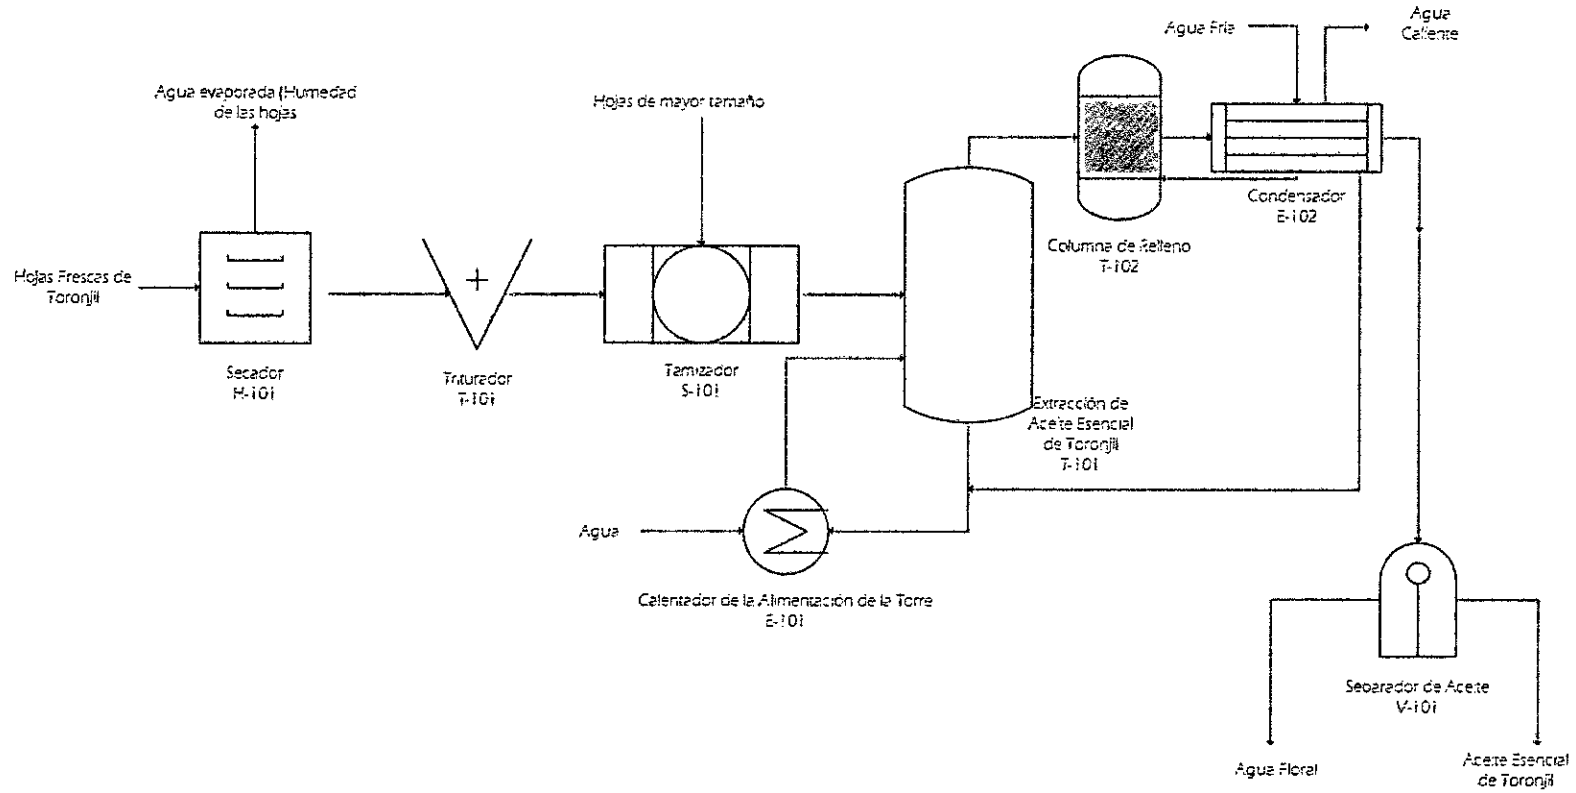 Agua Fría
Agua
Caliente
Agua evaporada (Humedad
de las hojas
Hojas de mayor tamaño
Hojas Frescas de
Toronjil
Secador
H-101
Triturador
T-101
Tamizador
S-101
Columna de Relleno
T-102
Condensador
E-102
Extracción de
Aceite Esencial
de Toronjil
T-101
Agua
Calentador de la Alimentación de la Torre
E-101
Separador de Aceite
V-101
Agua Floral
Aceite Esencial
de Toronjil